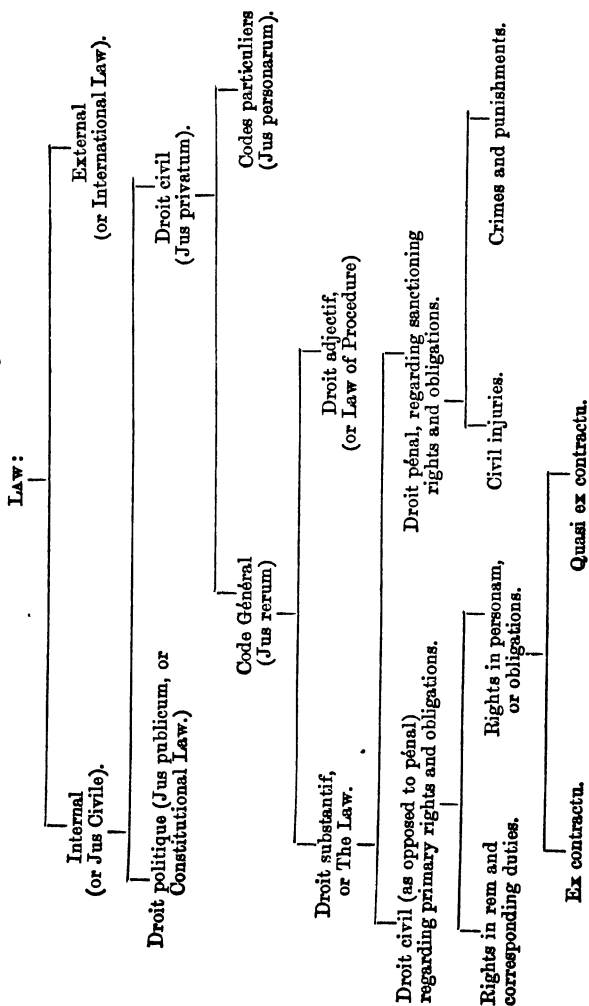 LAW:
Internal
(or Jus Civile).
External
(or International Law).
Droit politique (Jus publicum, or
Constitutional Law.)
Droit civil
(Jus privatum).
Code Général
(Jus rerum)
Codes particuliers
(Jus personarum).
Droit substantif,
or The Law.
Droit adjectif,
(or Law of Procedure)
Droit civil (as opposed to pénal)
regarding primary rights and obligations.
Droit pénal, regarding sanctioning
rights and obligations.
Rights in rem and
corresponding duties.
Rights in personam,
or obligations.
Civil injuries.
Crimes and punishments.
Ex contractu.
Quasi ex contractu.